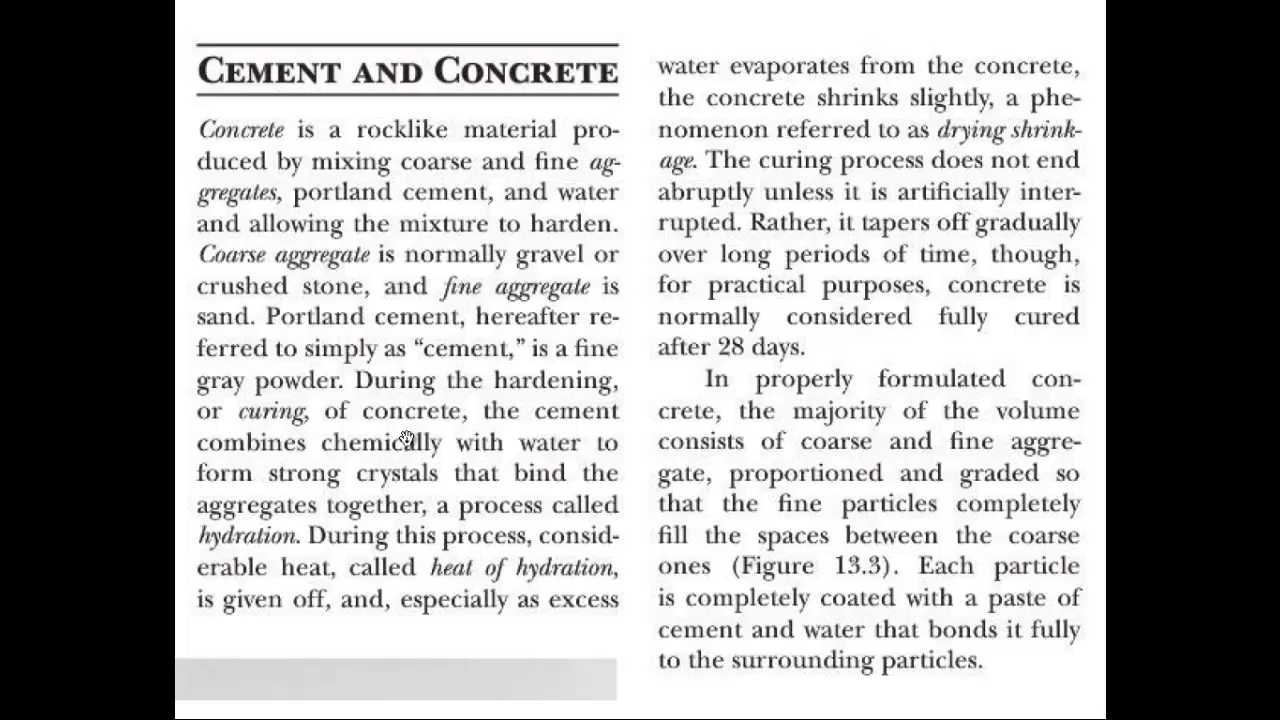 CEMENT AND CONCRETE
Concrete is a rocklike material pro-
duced by mixing coarse and fine ag-
gregates, portland cement, and water
and allowing the mixture to harden.
Coarse aggregate is normally gravel or
crushed stone, and fine aggregate is
sand. Portland cement, hereafter re-
ferred to simply as “cement,” is a fine
gray powder. During the hardening,
or curing, of concrete, the cement
combines chemically with water to
form strong crystals that bind the
aggregates together, a process called
hydration. During this process, consid-
erable heat, called heat of hydration,
is given off, and, especially as excess
water evaporates from the concrete,
the concrete shrinks slightly, a phe-
nomenon referred to as drying shrink-
age. The curing process does not end
abruptly unless it is artificially inter-
rupted. Rather, it tapers off gradually
over long periods of time, though,
for practical purposes, concrete is
normally considered fully cured
after 28 days.
In properly formulated con-
crete, the majority of the volume
consists of coarse and fine aggre-
gate, proportioned and graded so
that the fine particles completely
fill the spaces between the coarse
ones (Figure 13.3). Each particle
is completely coated with a paste of
cement and water that bonds it fully
to the surrounding particles.